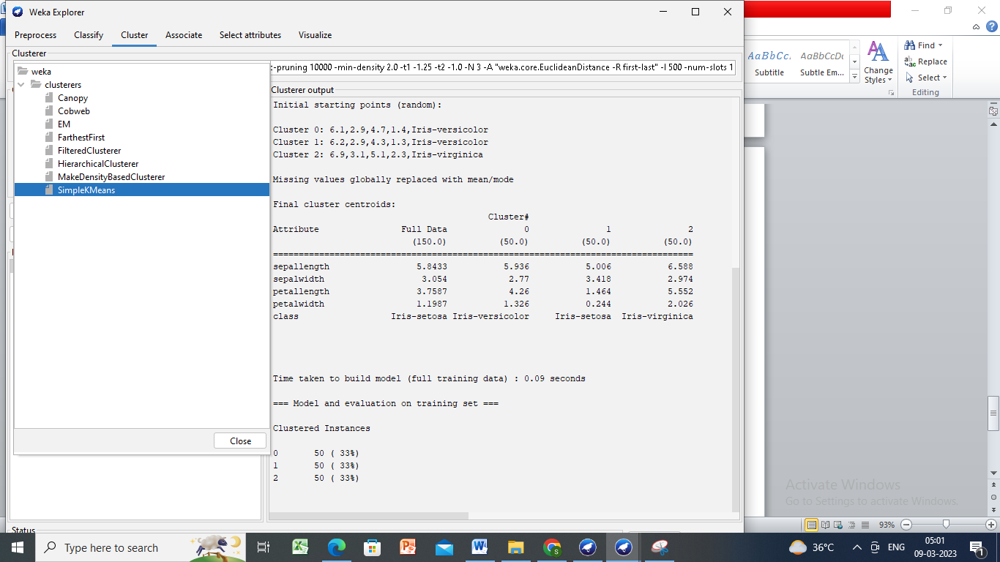 Weka Explorer
Preprocess Classify Cluster Associate Select attributes Visualize
Clusterer
-pruning 10000 -min-density 2.0 -t1 -1.25 -t2 -1.0 -N 3 -A "weka.core.EuclideanDistance -R first-last" -I 500 -num-slots 1
weka
clusterers
Canopy
Cobweb
EM
FarthestFirst
FilteredClusterer
HierarchicalClusterer
MakeDensityBasedClusterer
SimpleKMeans
Close
Clusterer output
Initial starting points (random):
Cluster 0: 6.1,2.9,4.7,1.4,Iris-versicolor
Cluster 1: 6.2,2.9,4.3,1.3,Iris-versicolor
Cluster 2: 6.9,3.1,5.1,2.3,Iris-virginica
Missing values globally replaced with mean/mode
Final cluster centroids:
Cluster#
Attribute Full Data 0 1 2
(150.0) (50.0) (50.0) (50.0)
================================================================================
sepallength 5.8433 5.936 5.006 6.588
sepalwidth 3.054 2.77 3.418 2.974
petallength 3.7587 4.26 1.464 5.552
petalwidth 1.1987 1.326 0.244 2.026
class Iris-setosa Iris-versicolor Iris-setosa Iris-virginica
Time taken to build model (full training data) : 0.09 seconds
=== Model and evaluation on training set ===
Clustered Instances
0 50 ( 33%)
1 50 ( 33%)
2 50 ( 33%)
Status
AaBbCc. AaBbCcDc
Subtitle Subtle Em...
Change
Styles
Find
Replace
Select
Editing
Activate Windows
Go to Settings to activate Windows.
93%
Type here to search
36°C
ENG
05:01
09-03-2023
1